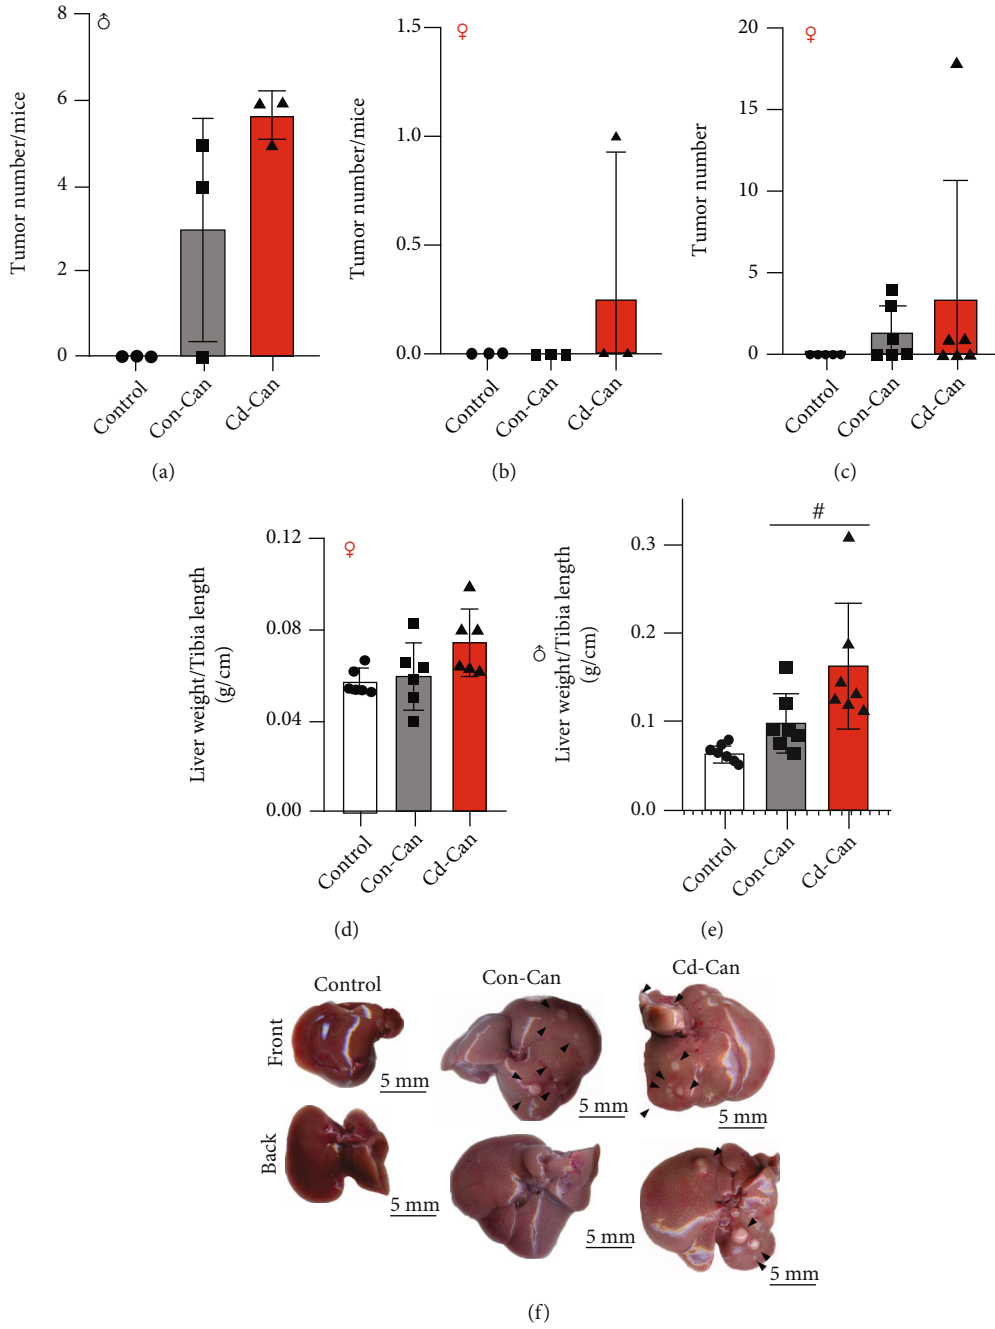 ♂
Tumor number/mice
8
6
4
2
0
Control
Con-Can
Cd-Can
(a)
♀
Tumor number/mice
1.5
1.0
0.5
0.0
Control
Con-Can
Cd-Can
(b)
♀
Tumor number
20
15
10
5
0
Control
Con-Can
Cd-Can
(c)
♀
Liver weight/Tibia length
(g/cm)
0.12
0.08
0.04
0.00
Control
Con-Can
Cd-Can
(d)
♂
Liver weight/Tibia length
(g/cm)
#
0.3
0.2
0.1
0.0
Control
Con-Can
Cd-Can
(e)
Control
Con-Can
Cd-Can
Front
5 mm
5 mm
5 mm
Back
5 mm
5 mm
5 mm
(f)